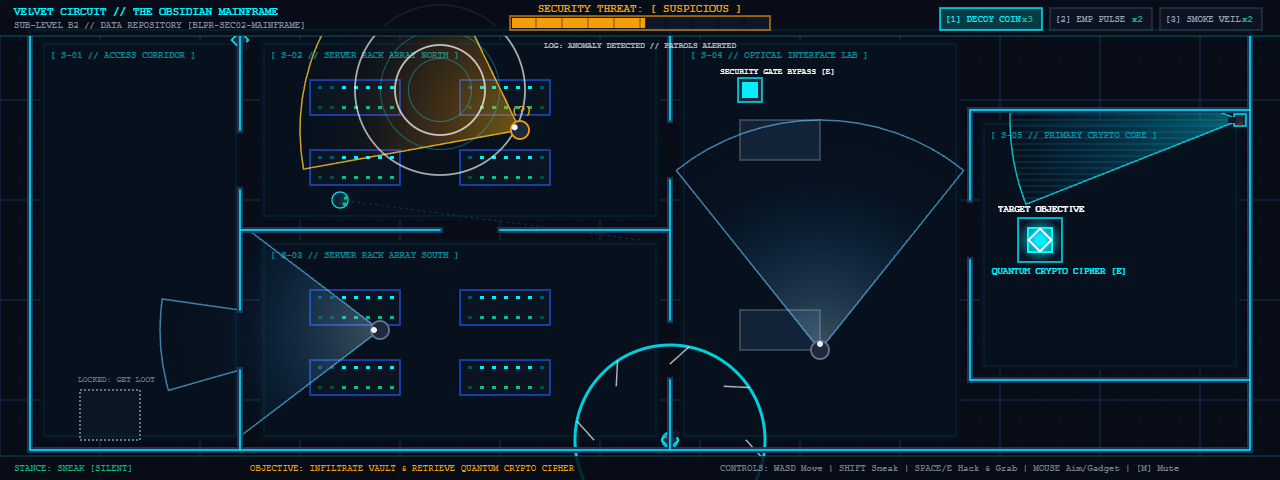 VELVET CIRCUIT // THE OBSIDIAN MAINFRAME
SUB-LEVEL B2 // DATA REPOSITORY [BLPR-SEC02-MAINFRAME]
SECURITY THREAT: [ SUSPICIOUS ]
[1] DECOY COINx3
[2] EMP PULSE x2
[3] SMOKE VEILx2
LOG: ANOMALY DETECTED // PATROLS ALERTED
[ S-01 // ACCESS CORRIDOR ]
[ S-02 // SERVER RACK ARRAY NORTH ]
[ S-04 // OPTICAL INTERFACE LAB ]
SECURITY GATE BYPASS [E]
[?]
[ S-05 // PRIMARY CRYPTO CORE ]
TARGET OBJECTIVE
[ S-03 // SERVER RACK ARRAY SOUTH ]
QUANTUM CRYPTO CIPHER [E]
LOCKED: GET LOOT
STANCE: SNEAK [SILENT]
OBJECTIVE: INFILTRATE VAULT & RETRIEVE QUANTUM CRYPTO CIPHER
CONTROLS: WASD Move | SHIFT Sneak | SPACE/E Hack & Grab | MOUSE Aim/Gadget | [M] Mute